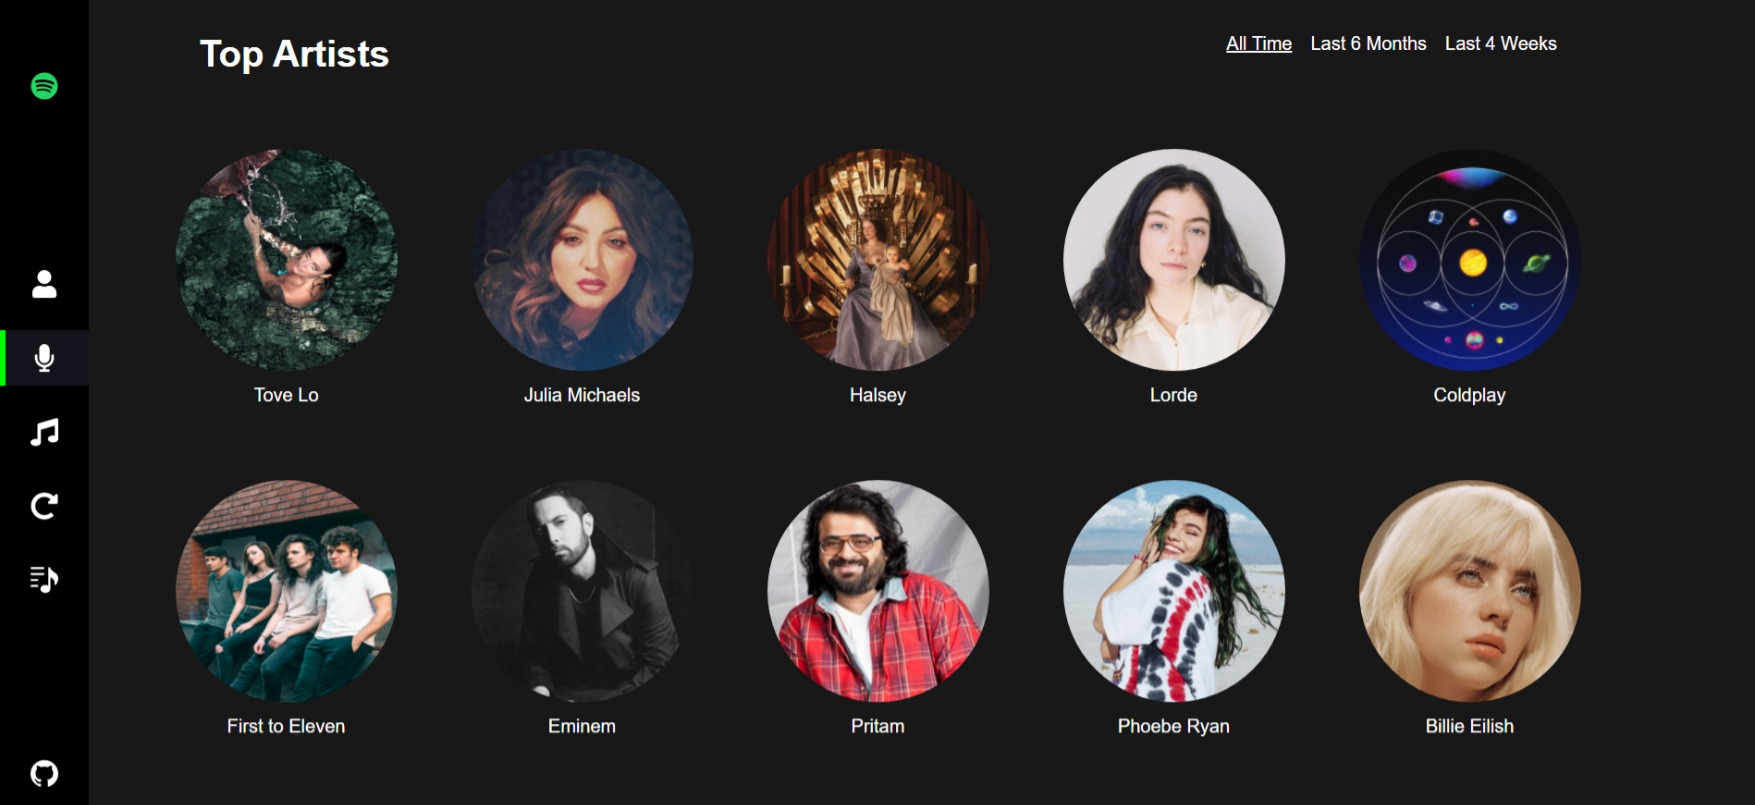 Top Artists
All Time Last 6 Months Last 4 Weeks
Tove Lo Julia Michaels Halsey Lorde Coldplay
First to Eleven Eminem Pritam Phoebe Ryan Billie Eilish